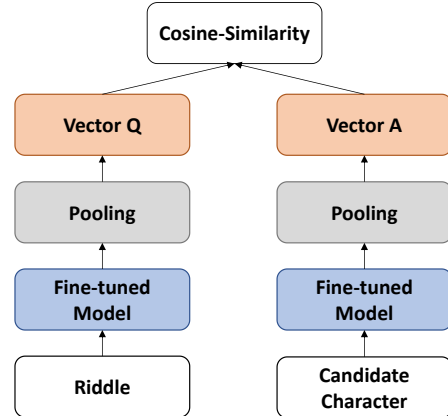 Cosine-Similarity
Vector Q
Vector A
Pooling
Pooling
Fine-tuned
Model
Fine-tuned
Model
Riddle
Candidate
Character